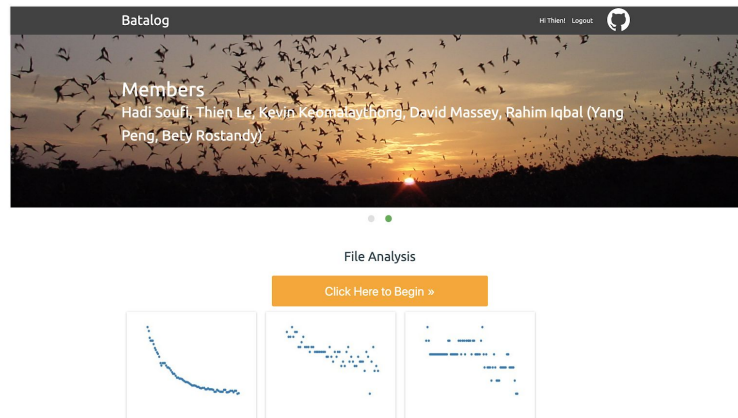 Batalog
Hi Thien! Logout
Members
Hadi Soufi, Thien Le, Kevin Keomalaythong, David Massey, Rahim Iqbal (Yang
Peng, Bety Rostandy)
File Analysis
Click Here to Begin »